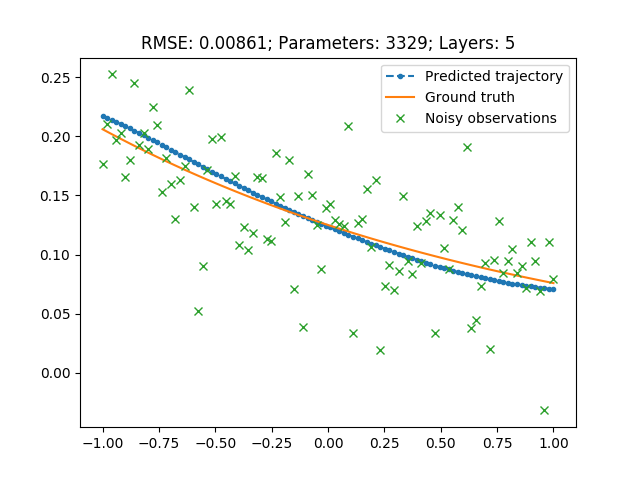 RMSE: 0.00861; Parameters: 3329; Layers: 5
Predicted trajectory
Ground truth
Noisy observations
0.25
0.20
0.15
0.10
0.05
0.00
−1.00 −0.75 −0.50 −0.25 0.00 0.25 0.50 0.75 1.00